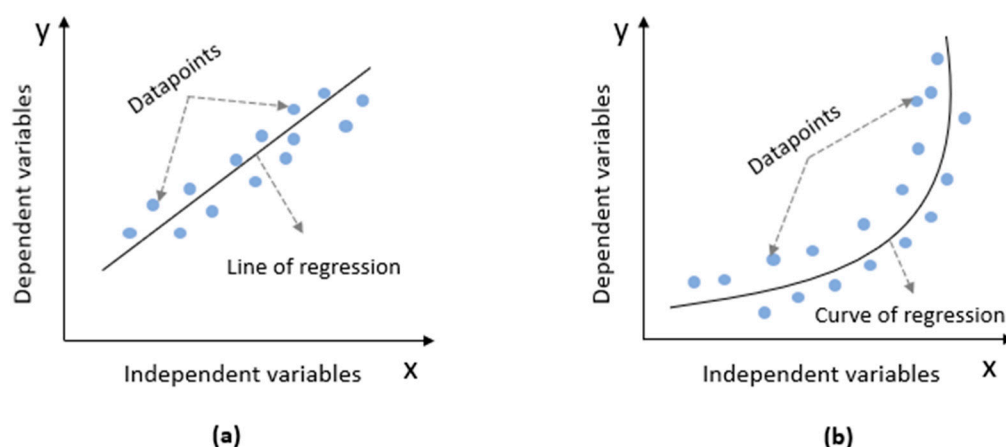 y
Dependent variables
Datapoints
Line of regression
Independent variables
x
(a)
y
Dependent variables
Datapoints
Curve of regression
Independent variables
x
(b)